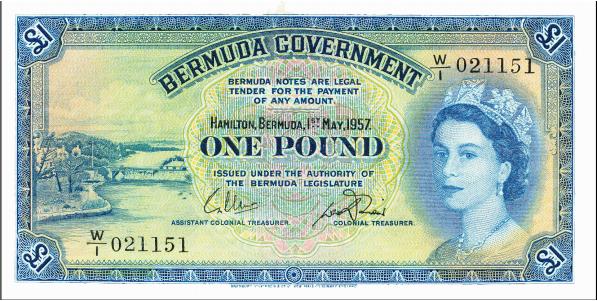 £1 £1
BERMUDA GOVERNMENT
W/1 021151
BERMUDA NOTES ARE LEGAL
TENDER FOR THE PAYMENT
OF ANY AMOUNT
HAMILTON, BERMUDA, 1ST MAY, 1957.
ONE POUND
ISSUED UNDER THE AUTHORITY OF
THE BERMUDA LEGISLATURE
ASSISTANT COLONIAL TREASURER. COLONIAL TREASURER.
W/1 021151
£1 £1